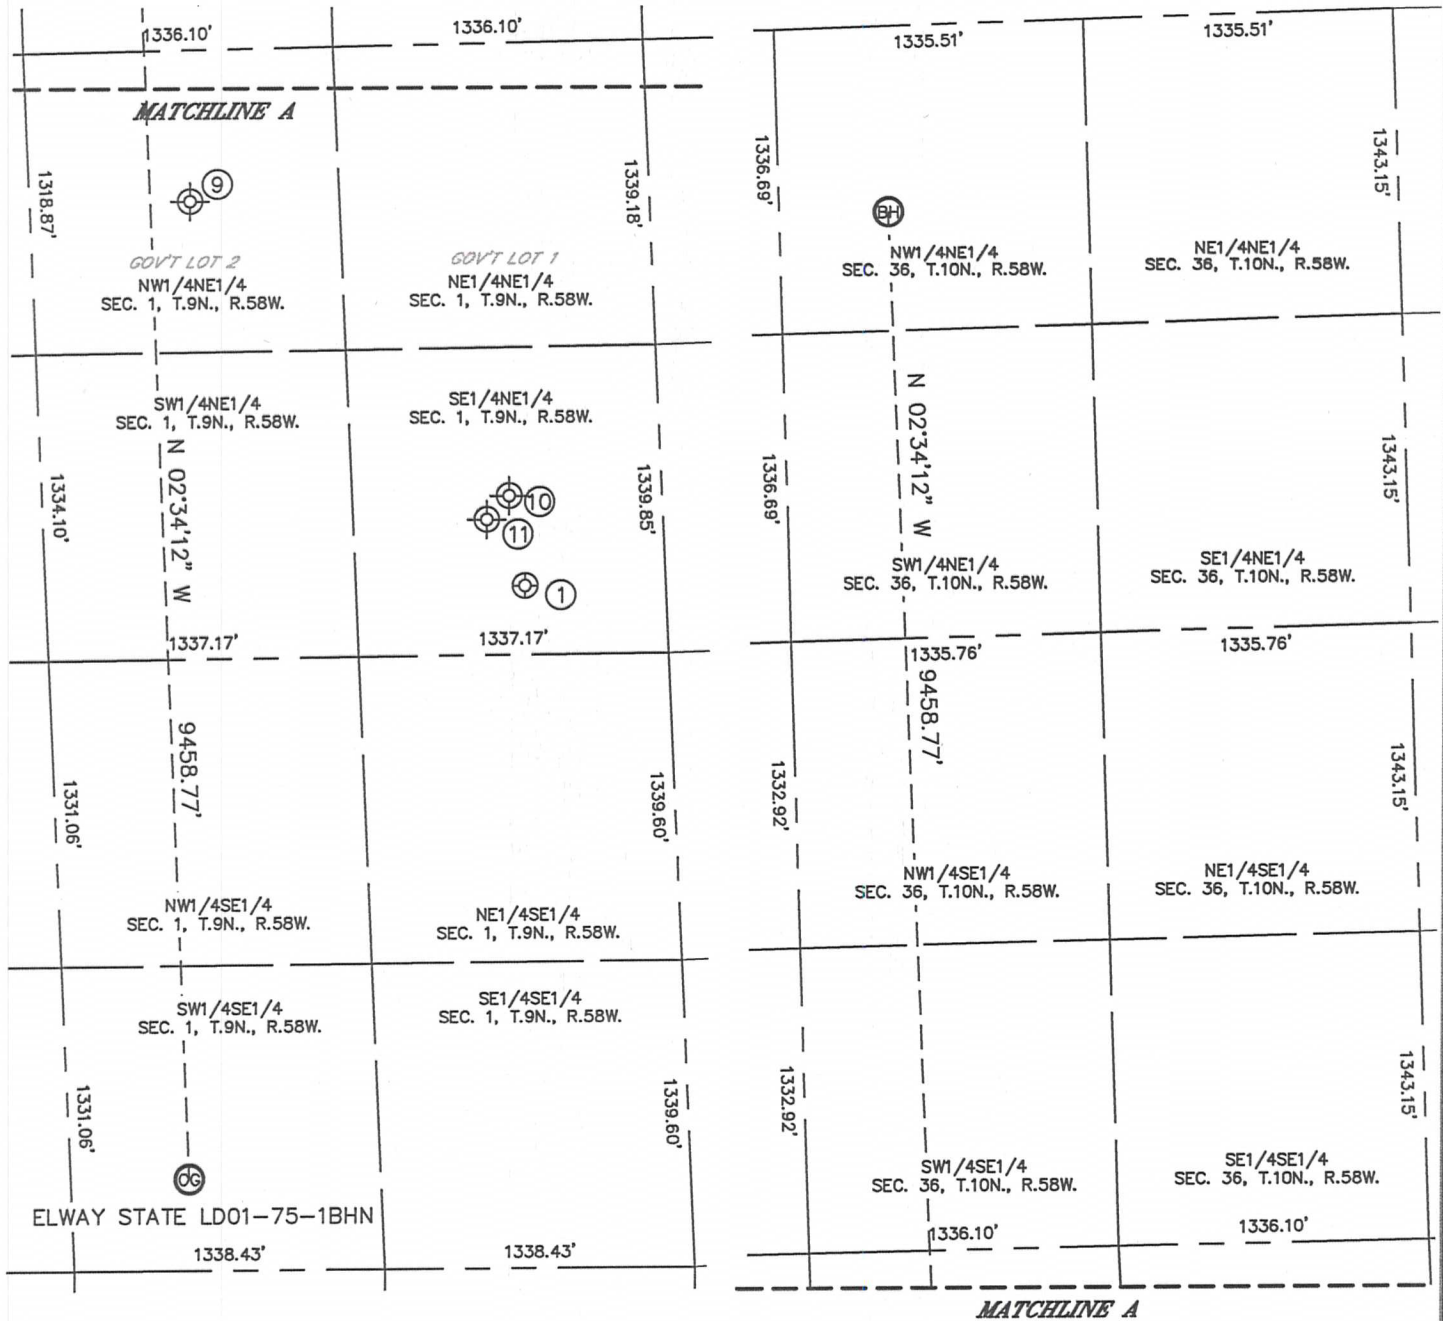 1336.10'
1336.10'
MATCHLINE A
1318.87'
9
1339.18'
GOV'T LOT 2
NW1/4NE1/4
SEC. 1, T.9N., R.58W.
GOV'T LOT 1
NE1/4NE1/4
SEC. 1, T.9N., R.58W.
SW1/4NE1/4
SEC. 1, T.9N., R.58W.
SE1/4NE1/4
SEC. 1, T.9N., R.58W.
1334.10'
N 02°34'12" W
10
11
1
1339.85'
1337.17'
1337.17'
1331.06'
9458.77'
1339.60'
NW1/4SE1/4
SEC. 1, T.9N., R.58W.
NE1/4SE1/4
SEC. 1, T.9N., R.58W.
SW1/4SE1/4
SEC. 1, T.9N., R.58W.
SE1/4SE1/4
SEC. 1, T.9N., R.58W.
1331.06'
1339.60'
OG
ELWAY STATE LD01-75-1BHN
1338.43'
1338.43'
1335.51'
1335.51'
1336.69'
1343.15'
BH
NW1/4NE1/4
SEC. 36, T.10N., R.58W.
NE1/4NE1/4
SEC. 36, T.10N., R.58W.
1336.69'
N 02°34'12" W
1343.15'
SW1/4NE1/4
SEC. 36, T.10N., R.58W.
SE1/4NE1/4
SEC. 36, T.10N., R.58W.
1335.76'
1335.76'
1332.92'
9458.77'
1343.15'
NW1/4SE1/4
SEC. 36, T.10N., R.58W.
NE1/4SE1/4
SEC. 36, T.10N., R.58W.
1332.92'
1343.15'
SW1/4SE1/4
SEC. 36, T.10N., R.58W.
SE1/4SE1/4
SEC. 36, T.10N., R.58W.
1336.10'
1336.10'
MATCHLINE A